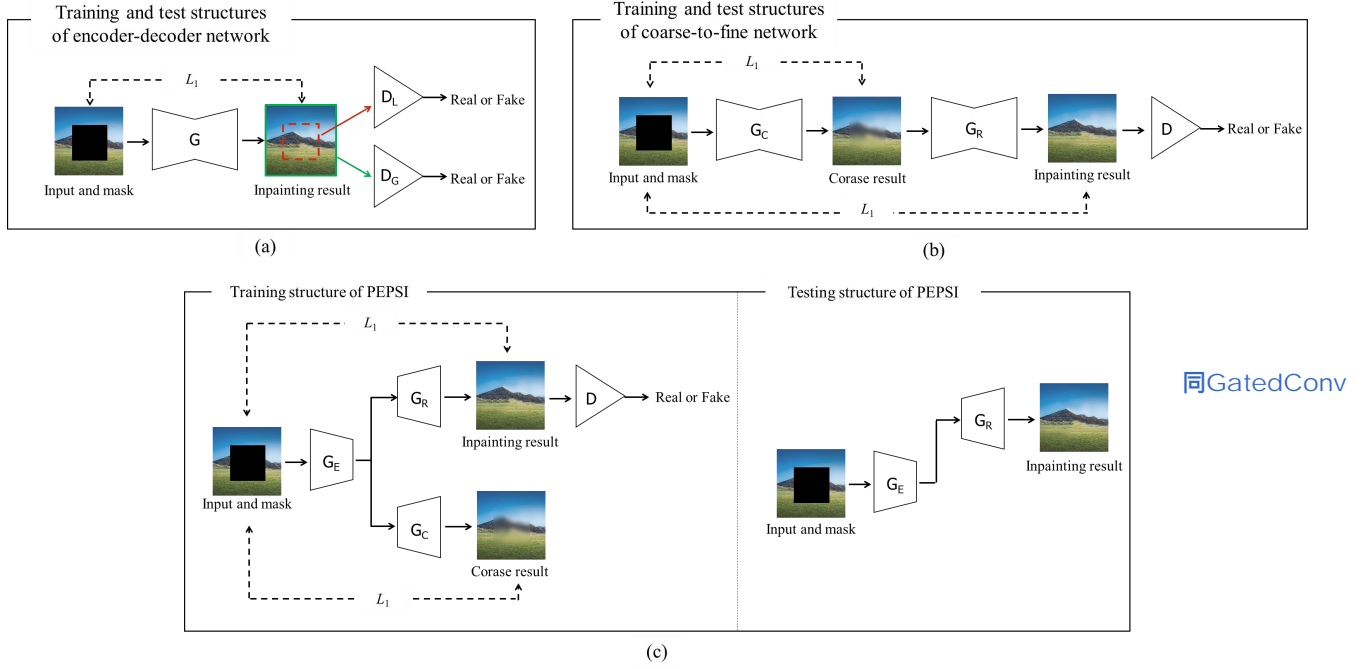 Training and test structures
of encoder-decoder network
L1
Input and mask
G
Inpainting result
DL
Real or Fake
DG
Real or Fake
(a)
Training and test structures
of coarse-to-fine network
L1
Input and mask
GC
Corase result
GR
Inpainting result
D
Real or Fake
L1
(b)
Training structure of PEPSI
L1
Input and mask
GE
GR
Inpainting result
D
Real or Fake
GC
Corase result
L1
Testing structure of PEPSI
Input and mask
GE
GR
Inpainting result
(c)
同GatedConv